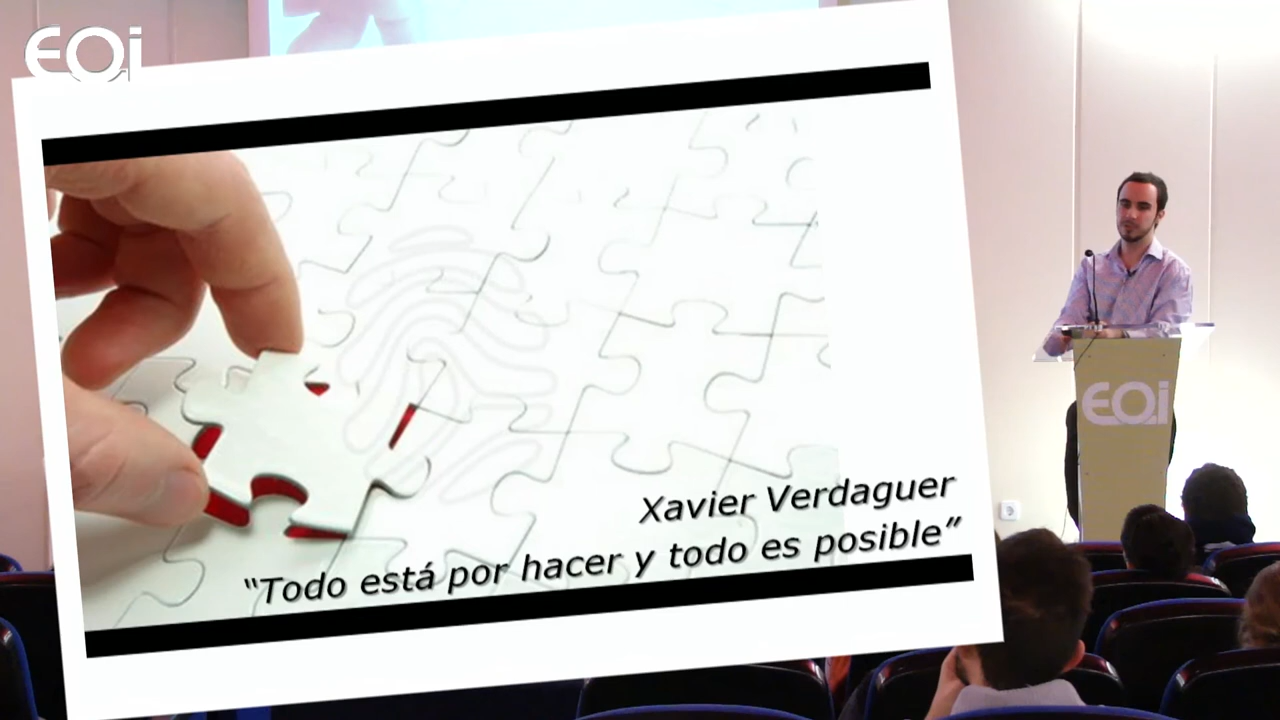 EOi
Xavier Verdaguer
“Todo está por hacer y todo es posible”
EOi